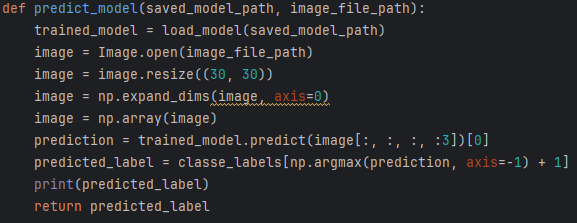 def predict_model(saved_model_path, image_file_path):
    trained_model = load_model(saved_model_path)
    image = Image.open(image_file_path)
    image = image.resize((30, 30))
    image = np.expand_dims(image, axis=0)
    image = np.array(image)
    prediction = trained_model.predict(image[:, :, :, :3])[0]
    predicted_label = classe_labels[np.argmax(prediction, axis=-1) + 1]
    print(predicted_label)
    return predicted_label